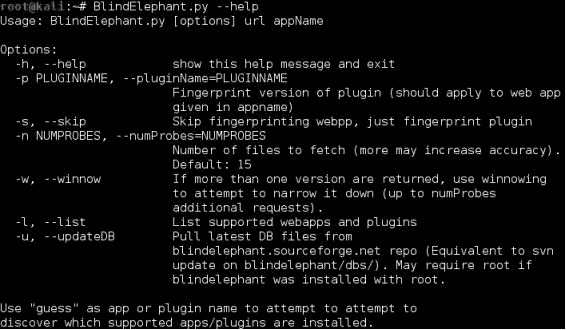 root@kali:~# BlindElephant.py --help
Usage: BlindElephant.py [options] url appName

Options:
  -h, --help            show this help message and exit
  -p PLUGINNAME, --pluginName=PLUGINNAME
                        Fingerprint version of plugin (should apply to web app
                        given in appname)
  -s, --skip            Skip fingerprinting webpp, just fingerprint plugin
  -n NUMPROBES, --numProbes=NUMPROBES
                        Number of files to fetch (more may increase accuracy).
                        Default: 15
  -w, --winnow          If more than one version are returned, use winnowing
                        to attempt to narrow it down (up to numProbes
                        additional requests).
  -l, --list            List supported webapps and plugins
  -u, --updateDB        Pull latest DB files from
                        blindelephant.sourceforge.net repo (Equivalent to svn
                        update on blindelephant/dbs/). May require root if
                        blindelephant was installed with root.

Use "guess" as app or plugin name to attempt to attempt to
discover which supported apps/plugins are installed.